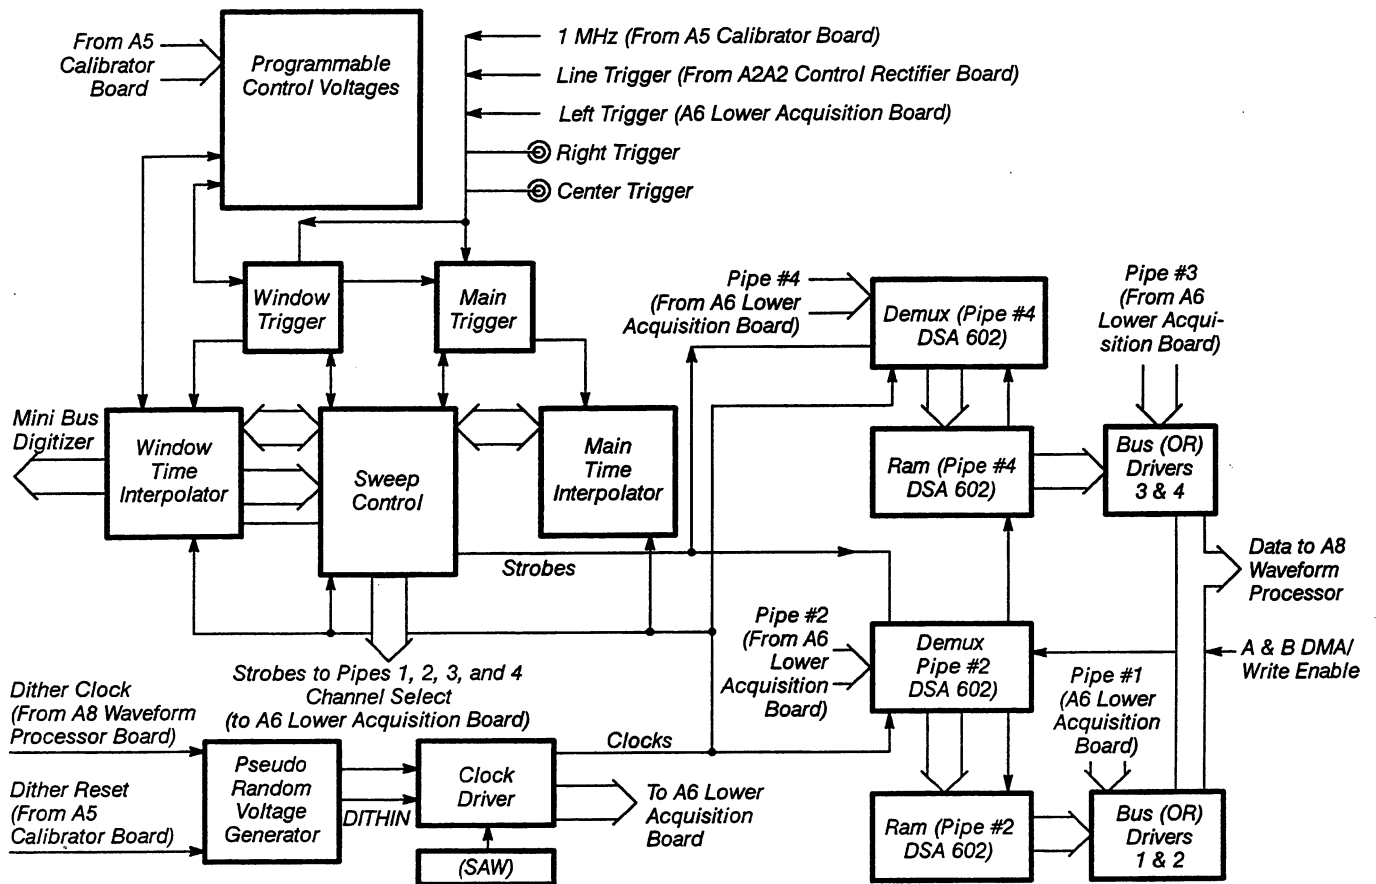 From A5
Calibrator
Board
Programmable
Control Voltages
1 MHz (From A5 Calibrator Board)
Line Trigger (From A2A2 Control Rectifier Board)
Left Trigger (A6 Lower Acquisition Board)
Right Trigger
Center Trigger
Window
Trigger
Main
Trigger
Pipe #4
(From A6 Lower
Acquisition Board)
Demux (Pipe #4
DSA 602)
Pipe #3
(From A6
Lower Acqui-
sition Board)
Mini Bus
Digitizer
Window
Time
Interpolator
Sweep
Control
Main
Time
Interpolator
Ram (Pipe #4
DSA 602)
Bus (OR)
Drivers
3 & 4
Strobes
Data to A8
Waveform
Processor
Pipe #2
(From A6
Lower
Acquisition
Board)
Demux
Pipe #2
DSA 602)
A & B DMA/
Write Enable
Pipe #1
(A6 Lower
Acquisition
Board)
Strobes to Pipes 1, 2, 3, and 4
Channel Select
(to A6 Lower Acquisition Board)
Dither Clock
(From A8 Waveform
Processor Board)
Dither Reset
(From A5
Calibrator Board)
Pseudo
Random
Voltage
Generator
DITHIN
Clock
Driver
Clocks
(SAW)
To A6 Lower
Acquisition
Board
Ram (Pipe #2
DSA 602)
Bus (OR)
Drivers
1 & 2